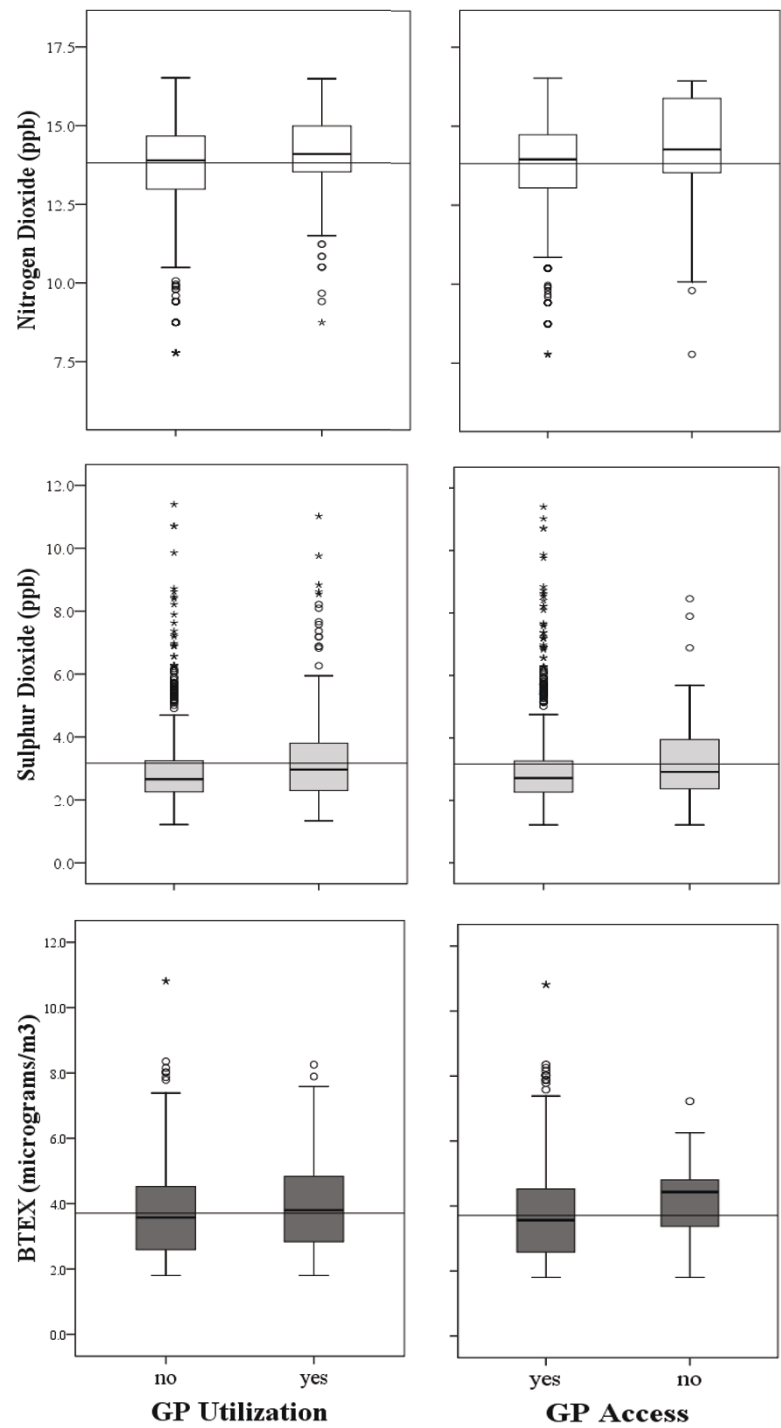 Nitrogen Dioxide (ppb)
17.5
15.0
12.5
10.0
7.5
Sulphur Dioxide (ppb)
12.0
10.0
8.0
6.0
4.0
2.0
0.0
BTEX (micrograms/m3)
12.0
10.0
8.0
6.0
4.0
2.0
0.0
no yes
yes no
GP Utilization
GP Access